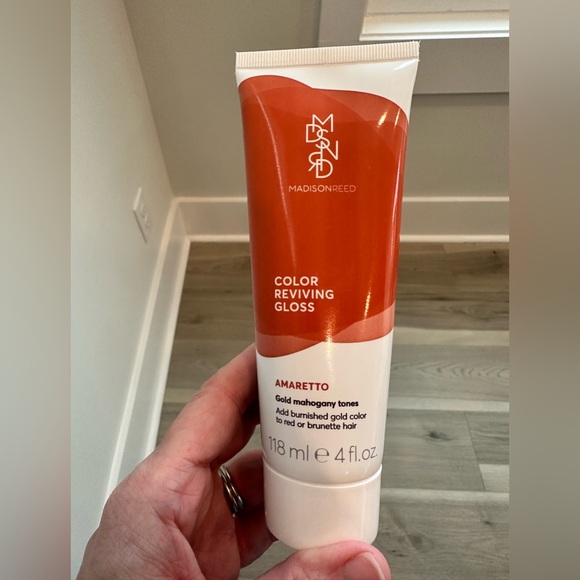 MDSNRD
MADISONREED
COLOR
REVIVING
GLOSS
AMARETTO
Gold mahogany tones
Add burnished gold color
to red or brunette hair
118 ml e 4 fl.oz.